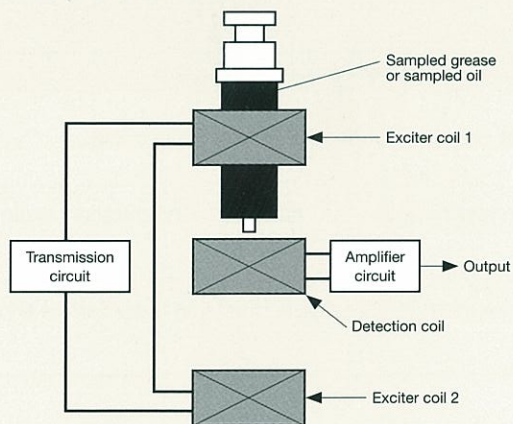 Sampled grease
or sampled oil
Exciter coil 1
Transmission
circuit
Amplifier
circuit
Output
Detection coil
Exciter coil 2